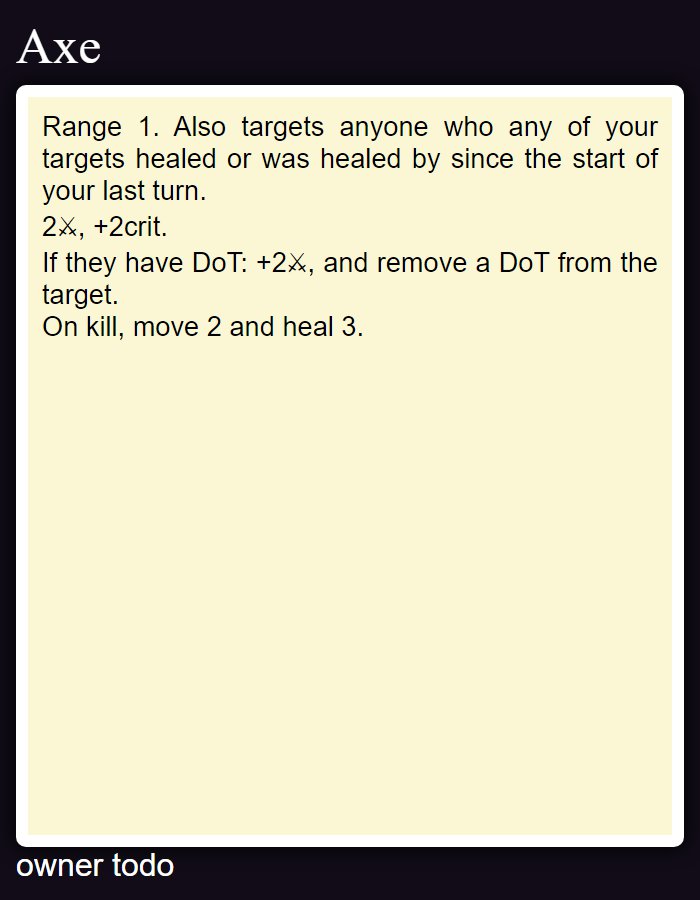 Axe
Range 1. Also targets anyone who any of your
targets healed or was healed by since the start of
your last turn.
2⚔, +2crit.
If they have DoT: +2⚔, and remove a DoT from the
target.
On kill, move 2 and heal 3.
owner todo